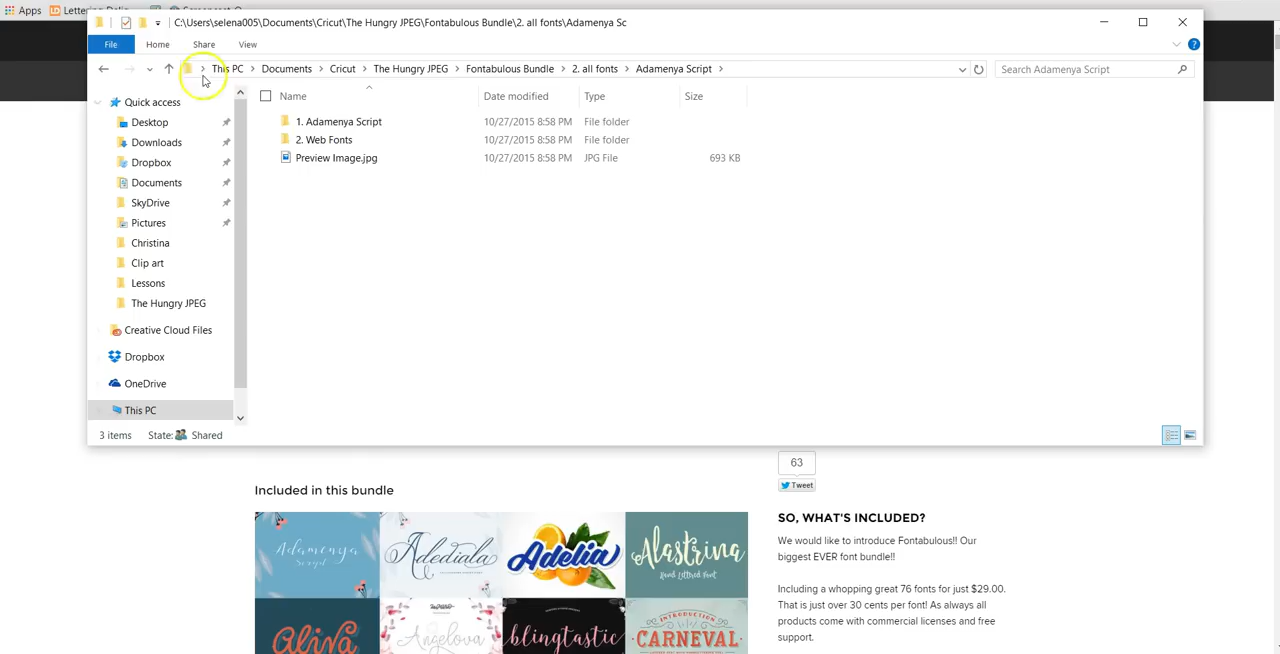 Apps
C:\Users\selena005\Documents\Cricut\The Hungry JPEG\Fontabulous Bundle\2. all fonts\Adamenya Sc
File Home Share View
This PC > Documents > Cricut > The Hungry JPEG > Fontabulous Bundle > 2. all fonts > Adamenya Script >
Search Adamenya Script
Name Date modified Type Size
Quick access
Desktop
Downloads
Dropbox
Documents
SkyDrive
Pictures
Christina
Clip art
Lessons
The Hungry JPEG
Creative Cloud Files
Dropbox
OneDrive
This PC
1. Adamenya Script 10/27/2015 8:58 PM File folder
2. Web Fonts 10/27/2015 8:58 PM File folder
Preview Image.jpg 10/27/2015 8:58 PM JPG File 693 KB
3 items State: Shared
63
Tweet
Included in this bundle
Adamenya
Script
Adediala
Adelia
Alastrina
Hand Lettered Font
Aliva
Angelova
blingtastic
INTRODUCTION
CARNEVAL
SO, WHAT'S INCLUDED?
We would like to introduce Fontabulous!! Our
biggest EVER font bundle!!
Including a whopping great 76 fonts for just $29.00.
That is just over 30 cents per font! As always all
products come with commercial licenses and free
support.